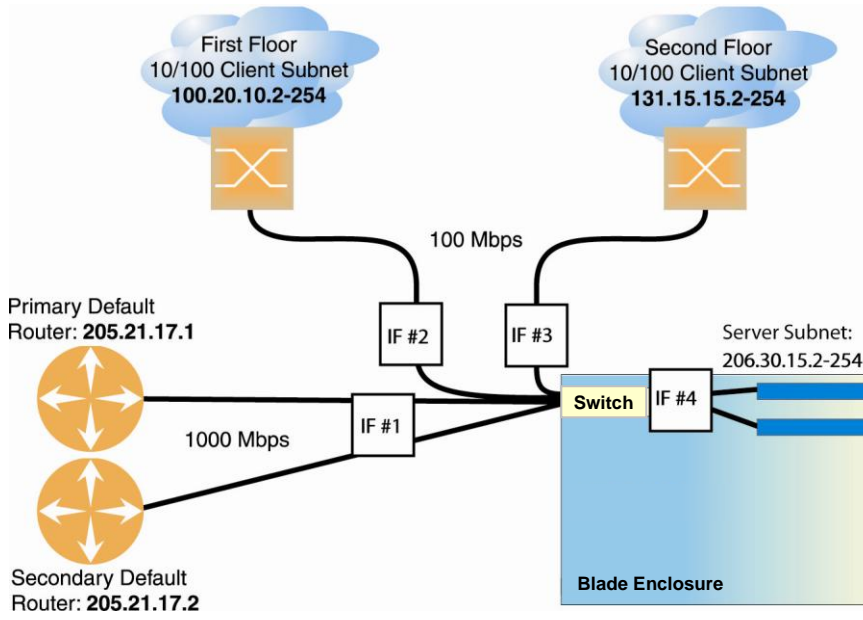 First Floor
10/100 Client Subnet
100.20.10.2-254
Second Floor
10/100 Client Subnet
131.15.15.2-254
100 Mbps
Primary Default
Router: 205.21.17.1
IF #2
IF #3
Server Subnet:
206.30.15.2-254
Switch
IF #4
IF #1
1000 Mbps
Secondary Default
Router: 205.21.17.2
Blade Enclosure